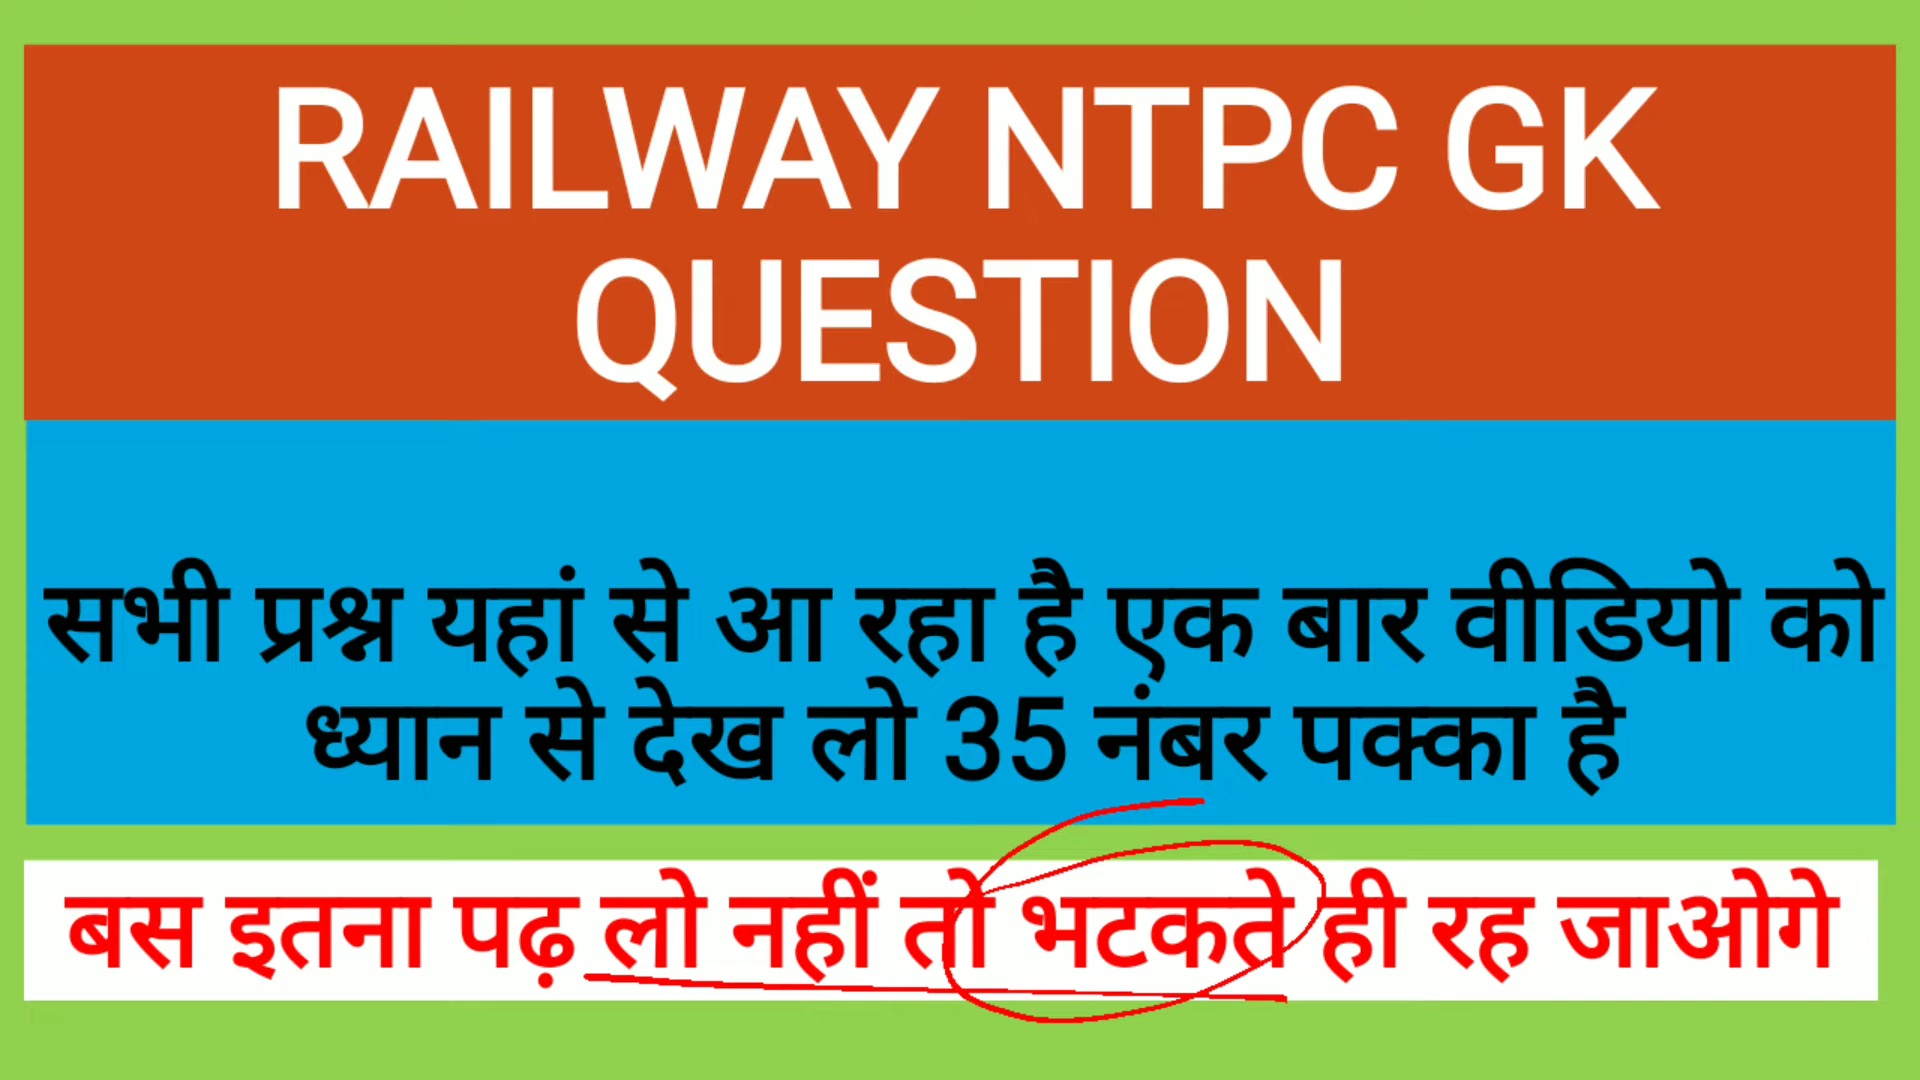 RAILWAY NTPC GK
QUESTION
सभी प्रश्न यहां से आ रहा है एक बार वीडियो को
ध्यान से देख लो 35 नंबर पक्का है
बस इतना पढ़ लो नहीं तो भटकते ही रह जाओगे